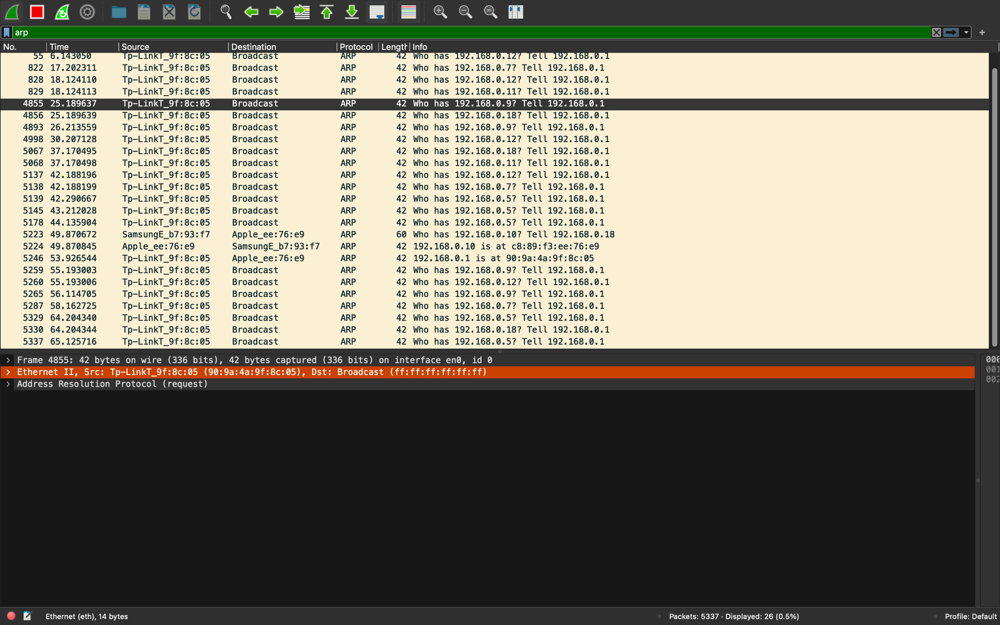 arp
No. Time Source Destination Protocol Length Info
55 6.143050 Tp-LinkT_9f:8c:05 Broadcast ARP 42 Who has 192.168.0.12? Tell 192.168.0.1
822 17.202311 Tp-LinkT_9f:8c:05 Broadcast ARP 42 Who has 192.168.0.7? Tell 192.168.0.1
828 18.124110 Tp-LinkT_9f:8c:05 Broadcast ARP 42 Who has 192.168.0.12? Tell 192.168.0.1
829 18.124113 Tp-LinkT_9f:8c:05 Broadcast ARP 42 Who has 192.168.0.11? Tell 192.168.0.1
4855 25.189637 Tp-LinkT_9f:8c:05 Broadcast ARP 42 Who has 192.168.0.9? Tell 192.168.0.1
4856 25.189639 Tp-LinkT_9f:8c:05 Broadcast ARP 42 Who has 192.168.0.18? Tell 192.168.0.1
4893 26.213559 Tp-LinkT_9f:8c:05 Broadcast ARP 42 Who has 192.168.0.9? Tell 192.168.0.1
4998 30.207128 Tp-LinkT_9f:8c:05 Broadcast ARP 42 Who has 192.168.0.12? Tell 192.168.0.1
5067 37.170495 Tp-LinkT_9f:8c:05 Broadcast ARP 42 Who has 192.168.0.18? Tell 192.168.0.1
5068 37.170498 Tp-LinkT_9f:8c:05 Broadcast ARP 42 Who has 192.168.0.11? Tell 192.168.0.1
5137 42.188196 Tp-LinkT_9f:8c:05 Broadcast ARP 42 Who has 192.168.0.12? Tell 192.168.0.1
5138 42.188199 Tp-LinkT_9f:8c:05 Broadcast ARP 42 Who has 192.168.0.7? Tell 192.168.0.1
5139 42.290667 Tp-LinkT_9f:8c:05 Broadcast ARP 42 Who has 192.168.0.5? Tell 192.168.0.1
5145 43.212028 Tp-LinkT_9f:8c:05 Broadcast ARP 42 Who has 192.168.0.5? Tell 192.168.0.1
5178 44.135904 Tp-LinkT_9f:8c:05 Broadcast ARP 42 Who has 192.168.0.5? Tell 192.168.0.1
5223 49.870672 SamsungE_b7:93:f7 Apple_ee:76:e9 ARP 60 Who has 192.168.0.10? Tell 192.168.0.18
5224 49.870845 Apple_ee:76:e9 SamsungE_b7:93:f7 ARP 42 192.168.0.10 is at c8:89:f3:ee:76:e9
5246 53.926544 Tp-LinkT_9f:8c:05 Apple_ee:76:e9 ARP 42 192.168.0.1 is at 90:9a:4a:9f:8c:05
5259 55.193003 Tp-LinkT_9f:8c:05 Broadcast ARP 42 Who has 192.168.0.9? Tell 192.168.0.1
5260 55.193006 Tp-LinkT_9f:8c:05 Broadcast ARP 42 Who has 192.168.0.12? Tell 192.168.0.1
5265 56.114705 Tp-LinkT_9f:8c:05 Broadcast ARP 42 Who has 192.168.0.9? Tell 192.168.0.1
5287 58.162725 Tp-LinkT_9f:8c:05 Broadcast ARP 42 Who has 192.168.0.7? Tell 192.168.0.1
5329 64.204340 Tp-LinkT_9f:8c:05 Broadcast ARP 42 Who has 192.168.0.5? Tell 192.168.0.1
5330 64.204344 Tp-LinkT_9f:8c:05 Broadcast ARP 42 Who has 192.168.0.18? Tell 192.168.0.1
5337 65.125716 Tp-LinkT_9f:8c:05 Broadcast ARP 42 Who has 192.168.0.5? Tell 192.168.0.1
Frame 4855: 42 bytes on wire (336 bits), 42 bytes captured (336 bits) on interface en0, id 0
Ethernet II, Src: Tp-LinkT_9f:8c:05 (90:9a:4a:9f:8c:05), Dst: Broadcast (ff:ff:ff:ff:ff:ff)
Address Resolution Protocol (request)
Ethernet (eth), 14 bytes
Packets: 5337 · Displayed: 26 (0.5%)
Profile: Default